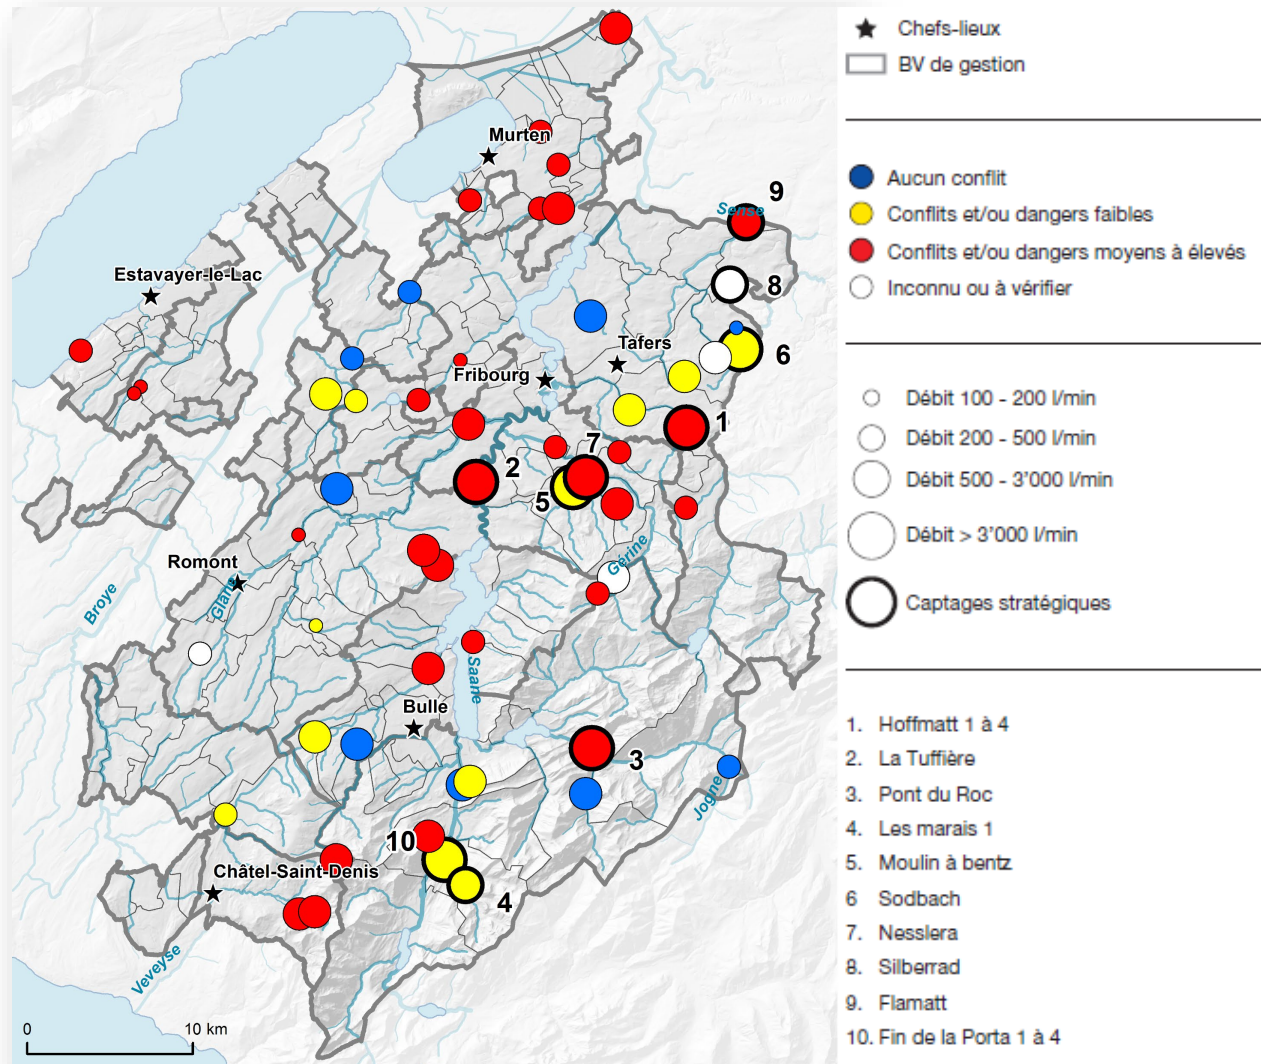 Murten
9
Sense
Estavayer-le-Lac
8
Tafers
6
Fribourg
1
7
2
5
Gérine
Romont
Glane
Broye
Saane
Bulle
3
Jogne
10
Châtel-Saint-Denis
4
Veveyse
0 10 km
Chefs-lieux
BV de gestion
Aucun conflit
Conflits et/ou dangers faibles
Conflits et/ou dangers moyens à élevés
Inconnu ou à vérifier
Débit 100 - 200 l/min
Débit 200 - 500 l/min
Débit 500 - 3’000 l/min
Débit > 3’000 l/min
Captages stratégiques
1. Hoffmatt 1 à 4
2. La Tuffière
3. Pont du Roc
4. Les marais 1
5. Moulin à bentz
6 Sodbach
7. Nesslera
8. Silberrad
9. Flamatt
10. Fin de la Porta 1 à 4